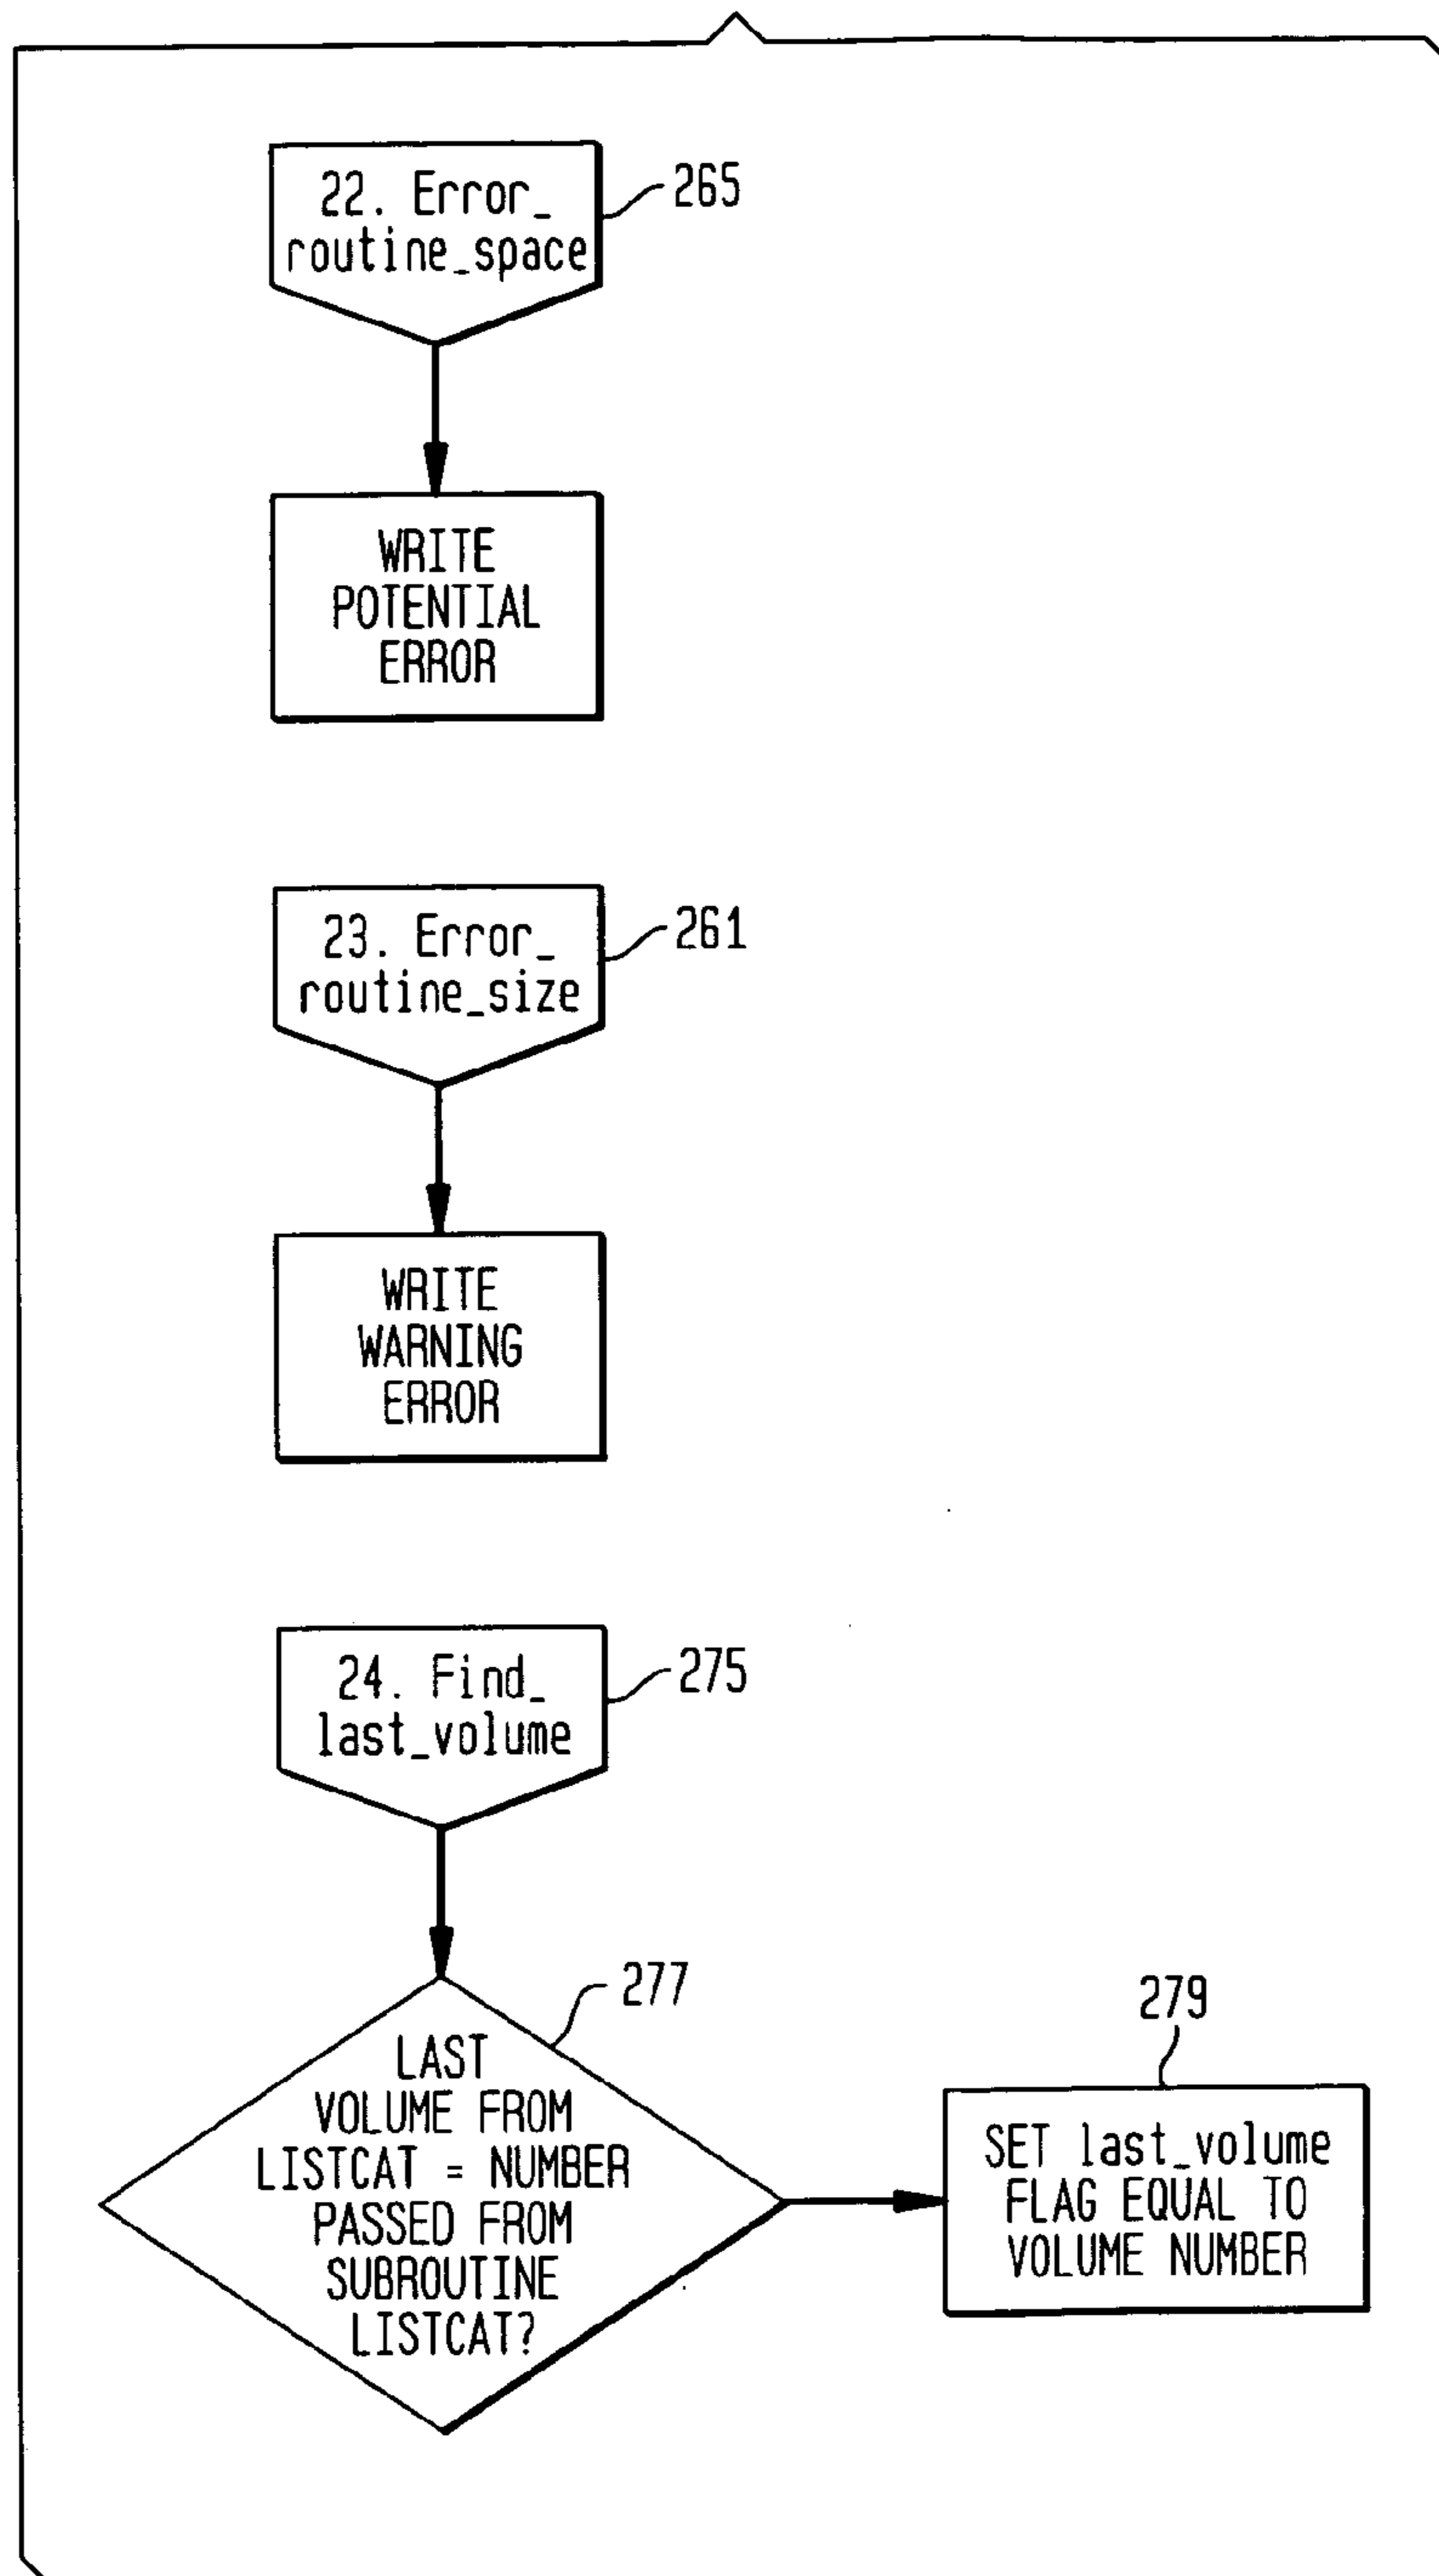 22. Error_
routine_space
265
WRITE
POTENTIAL
ERROR
23. Error_
routine_size
261
WRITE
WARNING
ERROR
24. Find_
last_volume
275
277
LAST
VOLUME FROM
LISTCAT = NUMBER
PASSED FROM
SUBROUTINE
LISTCAT?
279
SET last_volume
FLAG EQUAL TO
VOLUME NUMBER